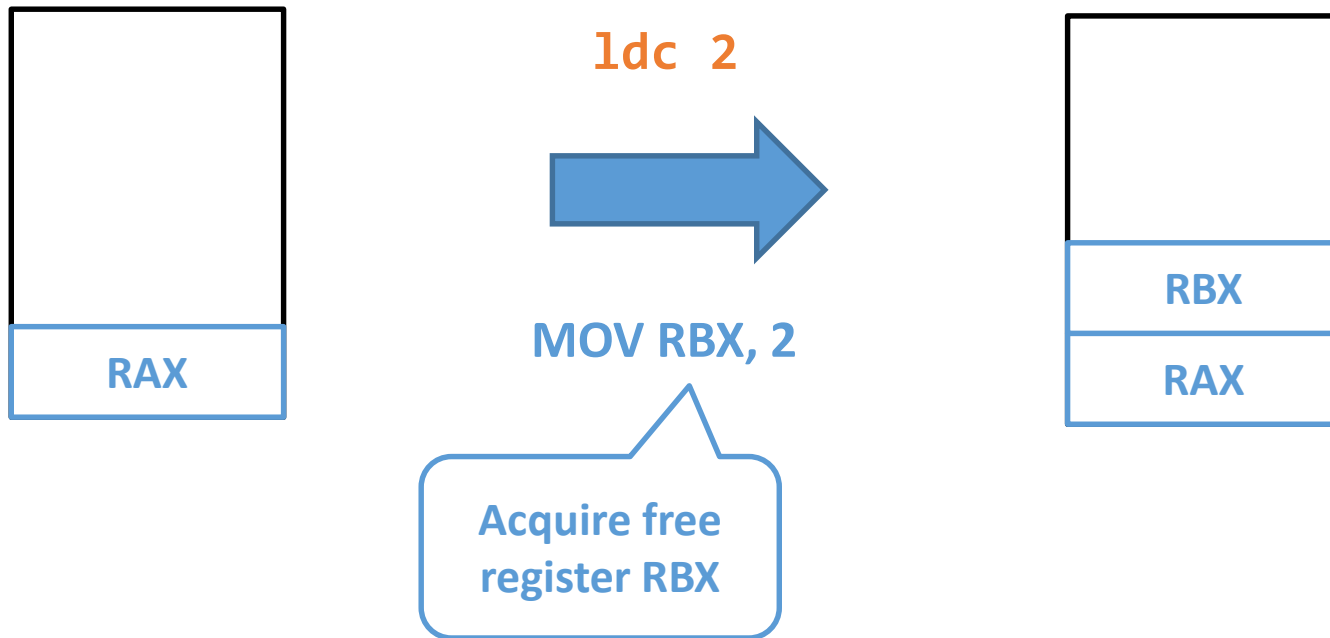 ldc 2
RAX
MOV RBX, 2
RBX
RAX
Acquire free
register RBX